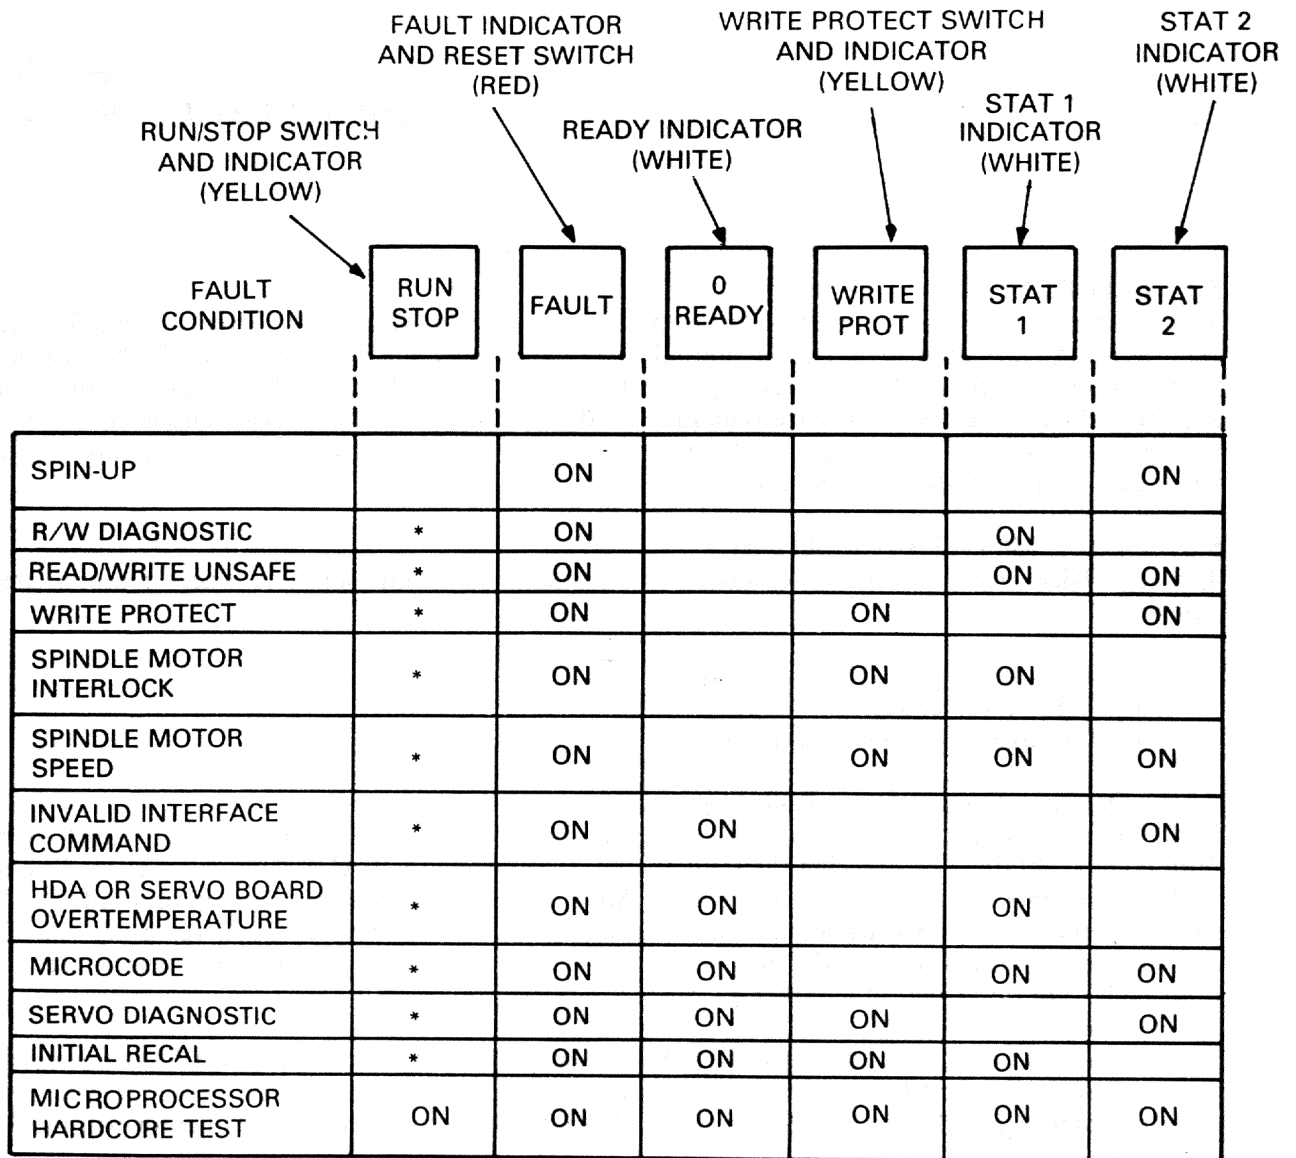 FAULT INDICATOR
AND RESET SWITCH
(RED)
WRITE PROTECT SWITCH
AND INDICATOR
(YELLOW)
STAT 2
INDICATOR
(WHITE)
RUN/STOP SWITCH
AND INDICATOR
(YELLOW)
READY INDICATOR
(WHITE)
STAT 1
INDICATOR
(WHITE)
FAULT
CONDITION
RUN
STOP
FAULT
0
READY
WRITE
PROT
STAT
1
STAT
2
SPIN-UP ON ON
R/W DIAGNOSTIC * ON ON
READ/WRITE UNSAFE * ON ON ON
WRITE PROTECT * ON ON ON
SPINDLE MOTOR
INTERLOCK * ON ON ON
SPINDLE MOTOR
SPEED * ON ON ON ON
INVALID INTERFACE
COMMAND * ON ON ON
HDA OR SERVO BOARD
OVERTEMPERATURE * ON ON ON
MICROCODE * ON ON ON ON
SERVO DIAGNOSTIC * ON ON ON ON
INITIAL RECAL * ON ON ON ON
MICROPROCESSOR
HARDCORE TEST ON ON ON ON ON ON